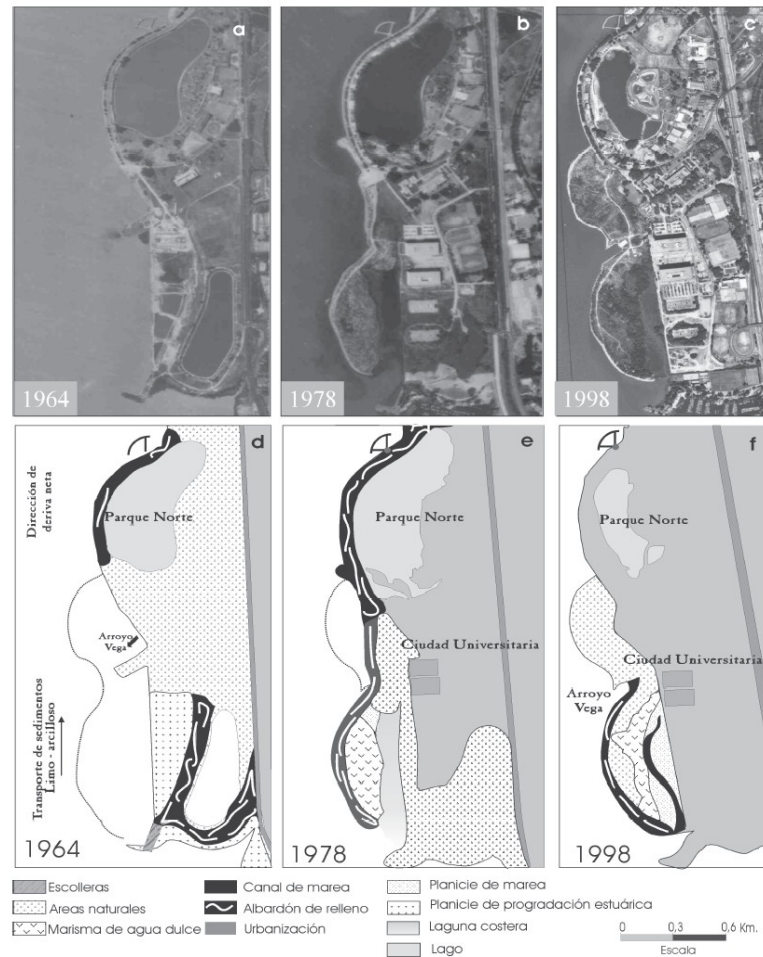 a
b
c
1964
1978
1998
d
e
f
Dirección de
deriva neta
Parque Norte
Arroyo
Vega
Transporte de sedimentos
Limo - arcilloso
1964
Parque Norte
Ciudad Universitaria
1978
Parque Norte
Ciudad Universitaria
Arroyo
Vega
1998
Escolleras
Areas naturales
Marisma de agua dulce
Canal de marea
Albardón de relleno
Urbanización
Planicie de marea
Planicie de progradación estuárica
Laguna costera
Lago
0 0,3 0,6 Km.
Escala